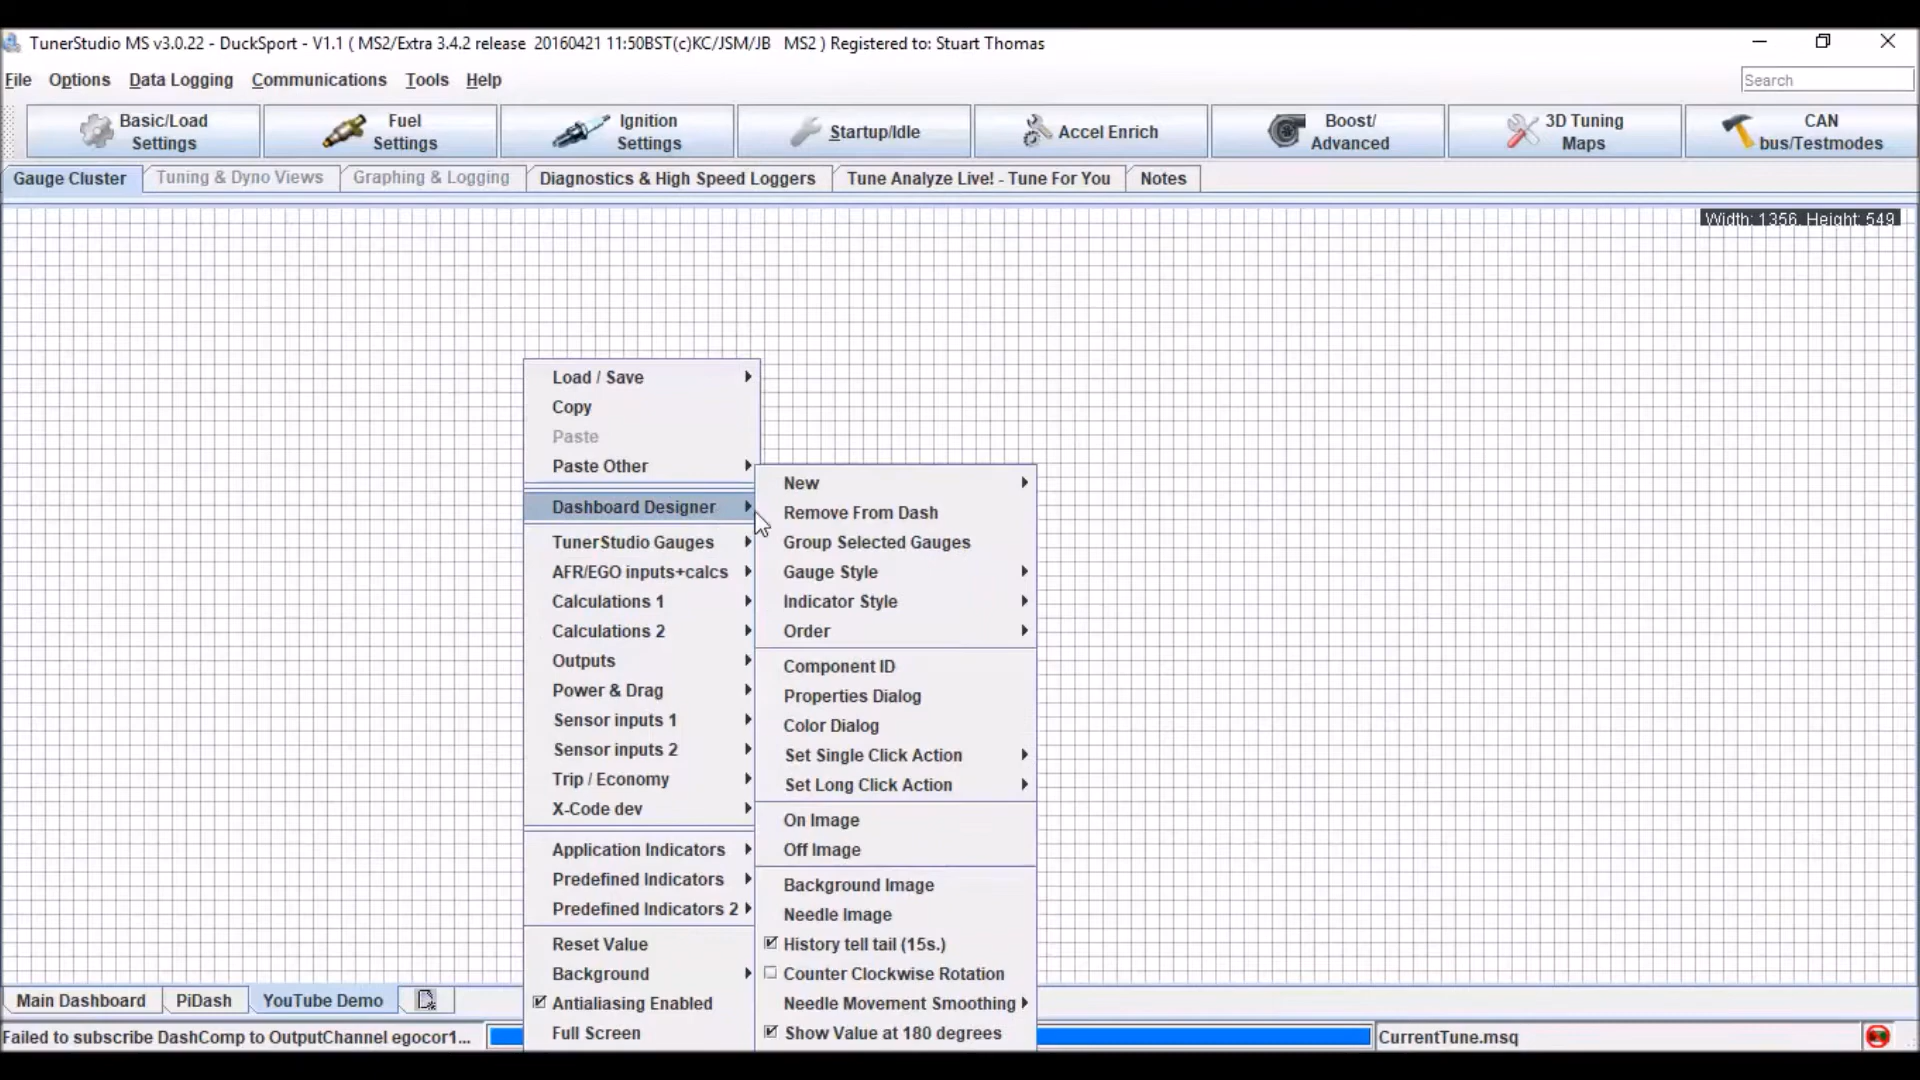 TunerStudio MS v3.0.22 - DuckSport - V1.1 ( MS2/Extra 3.4.2 release  20160421 11:50BST(c)KC/JSM/JB   MS2 ) Registered to: Stuart Thomas
File Options Data Logging Communications Tools Help
Search
Basic/Load
Settings
Fuel
Settings
Ignition
Settings
Startup/Idle
Accel Enrich
Boost/
Advanced
3D Tuning
Maps
CAN
bus/Testmodes
Gauge Cluster
Tuning & Dyno Views
Graphing & Logging
Diagnostics & High Speed Loggers
Tune Analyze Live! - Tune For You
Notes
Width: 1356, Height: 549
Load / Save
Copy
Paste
Paste Other
Dashboard Designer
TunerStudio Gauges
AFR/EGO inputs+calcs
Calculations 1
Calculations 2
Outputs
Power & Drag
Sensor inputs 1
Sensor inputs 2
Trip / Economy
X-Code dev
Application Indicators
Predefined Indicators
Predefined Indicators 2
Reset Value
Background
Antialiasing Enabled
Full Screen
New
Remove From Dash
Group Selected Gauges
Gauge Style
Indicator Style
Order
Component ID
Properties Dialog
Color Dialog
Set Single Click Action
Set Long Click Action
On Image
Off Image
Background Image
Needle Image
History tell tail (15s.)
Counter Clockwise Rotation
Needle Movement Smoothing
Show Value at 180 degrees
Main Dashboard
PiDash
YouTube Demo
Failed to subscribe DashComp to OutputChannel egocor1...
CurrentTune.msq